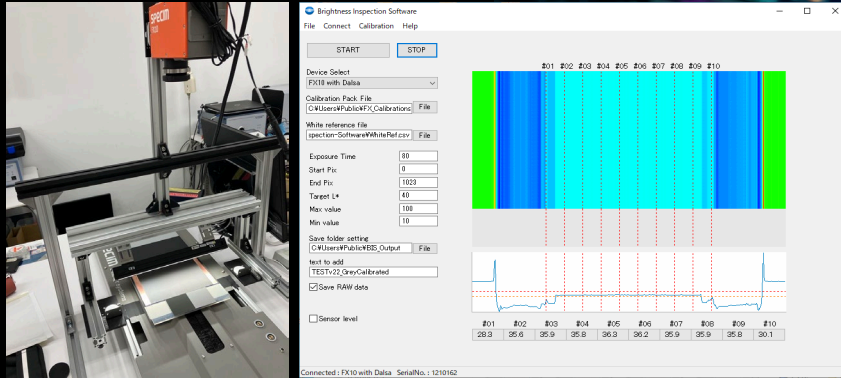 SPECIM
Brightness Inspection Software
File Connect Calibration Help
START STOP
Device Select
FX10 with Dalsa
Calibration Pack File
C:¥Users¥Public¥FX_Calibrations File
White reference file
spection-Software¥WhiteRef.csv File
Exposure Time 80
Start Pix 0
End Pix 1023
Target L* 40
Max value 100
Min value 10
Save folder setting
C:¥Users¥Public¥BIS_Output File
text to add
TESTv22_GreyCalibrated
Save RAW data
Sensor level
#01 #02 #03 #04 #05 #06 #07 #08 #09 #10
#01 #02 #03 #04 #05 #06 #07 #08 #09 #10
28.3 35.6 35.9 35.8 36.3 36.2 35.9 35.9 35.8 30.1
Connected : FX10 with Dalsa SerialNo. : 1210162